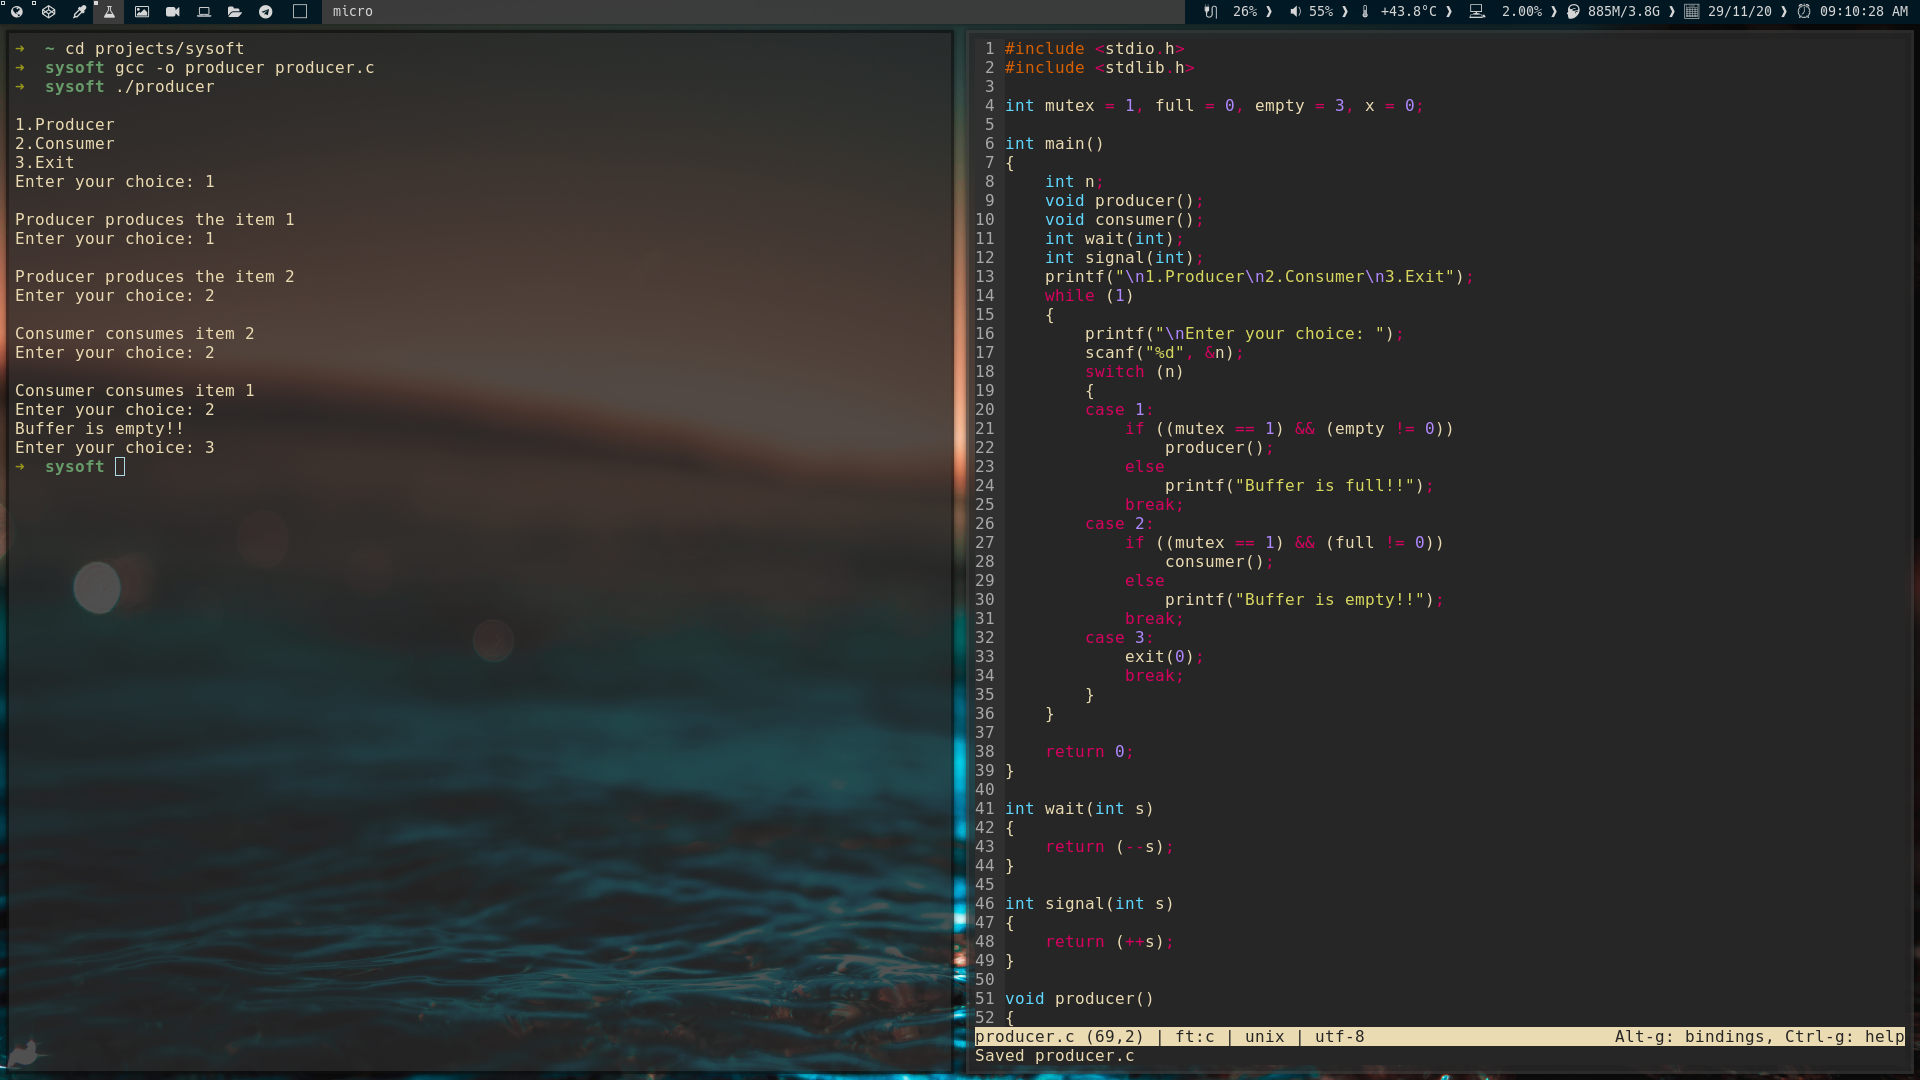 micro
26% ❯ 55% ❯ +43.8°C ❯ 2.00% ❯ 885M/3.8G ❯ 29/11/20 ❯ 09:10:28 AM
➜  ~ cd projects/sysoft
➜  sysoft gcc -o producer producer.c
➜  sysoft ./producer
1.Producer
2.Consumer
3.Exit
Enter your choice: 1
Producer produces the item 1
Enter your choice: 1
Producer produces the item 2
Enter your choice: 2
Consumer consumes item 2
Enter your choice: 2
Consumer consumes item 1
Enter your choice: 2
Buffer is empty!!
Enter your choice: 3
➜  sysoft
1 #include <stdio.h>
2 #include <stdlib.h>
3
4 int mutex = 1, full = 0, empty = 3, x = 0;
5
6 int main()
7 {
8     int n;
9     void producer();
10     void consumer();
11     int wait(int);
12     int signal(int);
13     printf("\n1.Producer\n2.Consumer\n3.Exit");
14     while (1)
15     {
16         printf("\nEnter your choice: ");
17         scanf("%d", &n);
18         switch (n)
19         {
20         case 1:
21             if ((mutex == 1) && (empty != 0))
22                 producer();
23             else
24                 printf("Buffer is full!!");
25             break;
26         case 2:
27             if ((mutex == 1) && (full != 0))
28                 consumer();
29             else
30                 printf("Buffer is empty!!");
31             break;
32         case 3:
33             exit(0);
34             break;
35         }
36     }
37
38     return 0;
39 }
40
41 int wait(int s)
42 {
43     return (--s);
44 }
45
46 int signal(int s)
47 {
48     return (++s);
49 }
50
51 void producer()
52 {
producer.c (69,2) | ft:c | unix | utf-8 Alt-g: bindings, Ctrl-g: help
Saved producer.c